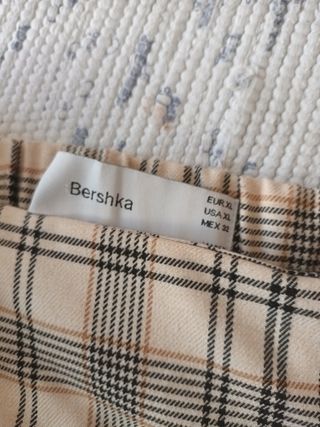 Bershka
EUR XL
USA XL
MEX 32